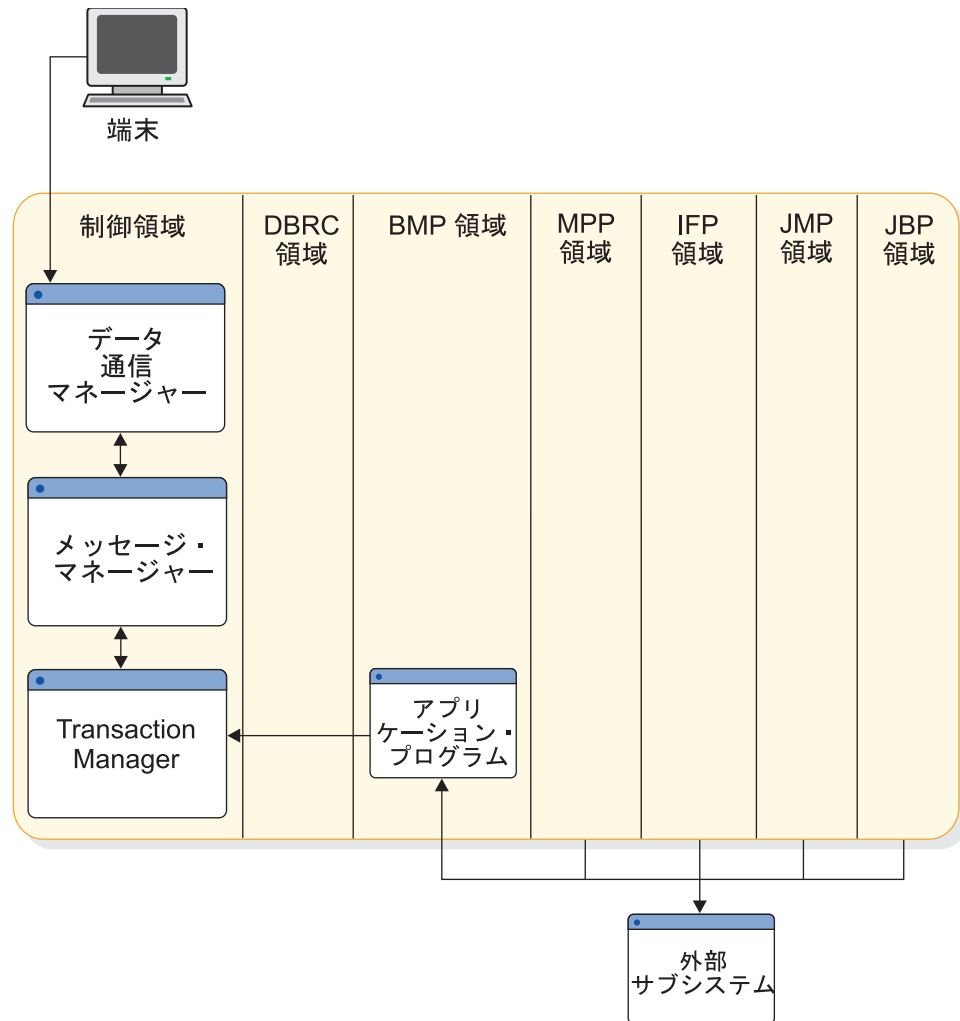 端末
制御領域
DBRC
領域
BMP 領域
MPP
領域
IFP
領域
JMP
領域
JBP
領域
データ
通信
マネージャー
メッセージ・
マネージャー
Transaction
Manager
アプリ
ケーション・
プログラム
外部
サブシステム